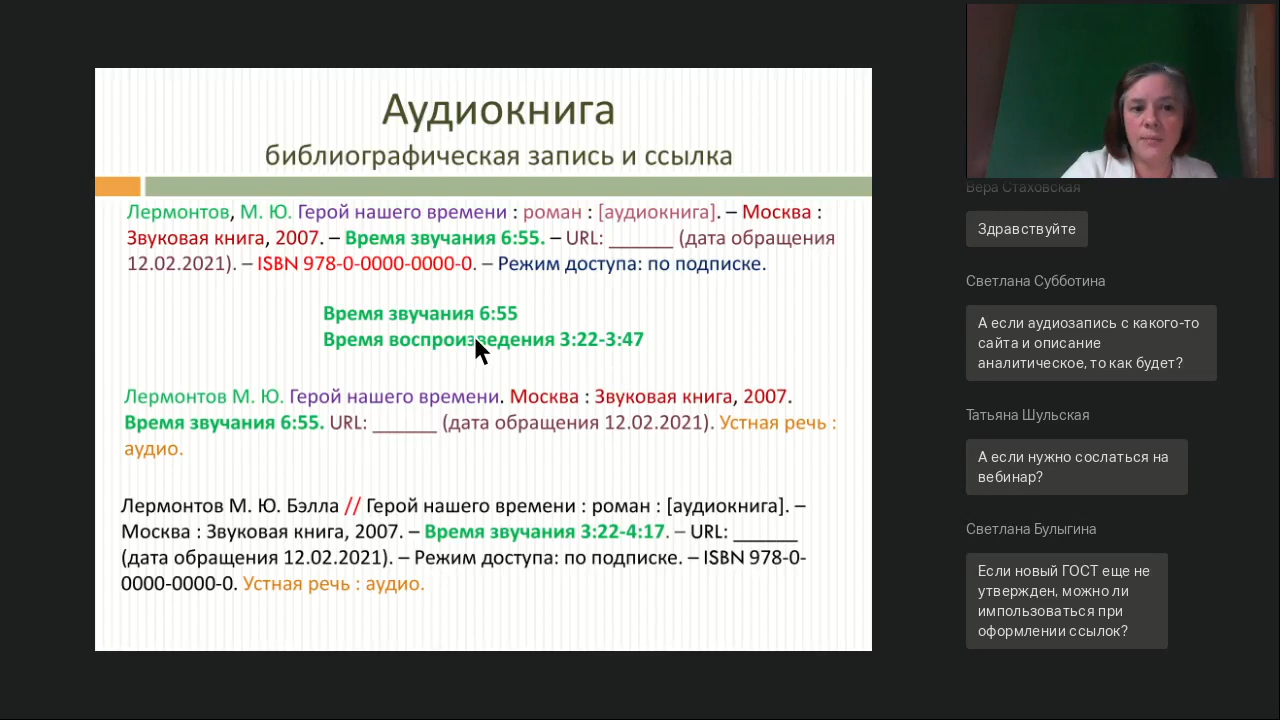 Аудиокнига
библиографическая запись и ссылка
Лермонтов, М. Ю. Герой нашего времени : роман : [аудиокнига]. – Москва :
Звуковая книга, 2007. – Время звучания 6:55. – URL: ______ (дата обращения
12.02.2021). – ISBN 978-0-0000-0000-0. – Режим доступа: по подписке.
Время звучания 6:55
Время воспроизведения 3:22-3:47
Лермонтов М. Ю. Герой нашего времени. Москва : Звуковая книга, 2007.
Время звучания 6:55. URL: ______ (дата обращения 12.02.2021). Устная речь :
аудио.
Лермонтов М. Ю. Бэлла // Герой нашего времени : роман : [аудиокнига]. –
Москва : Звуковая книга, 2007. – Время звучания 3:22-4:17. – URL: ______
(дата обращения 12.02.2021). – Режим доступа: по подписке. – ISBN 978-0-
0000-0000-0. Устная речь : аудио.
Вера Стаховская
Здравствуйте
Светлана Субботина
А если аудиозапись с какого-то
сайта и описание
аналитическое, то как будет?
Татьяна Шульская
А если нужно сослаться на
вебинар?
Светлана Булыгина
Если новый ГОСТ еще не
утвержден, можно ли
импользоваться при
оформлении ссылок?